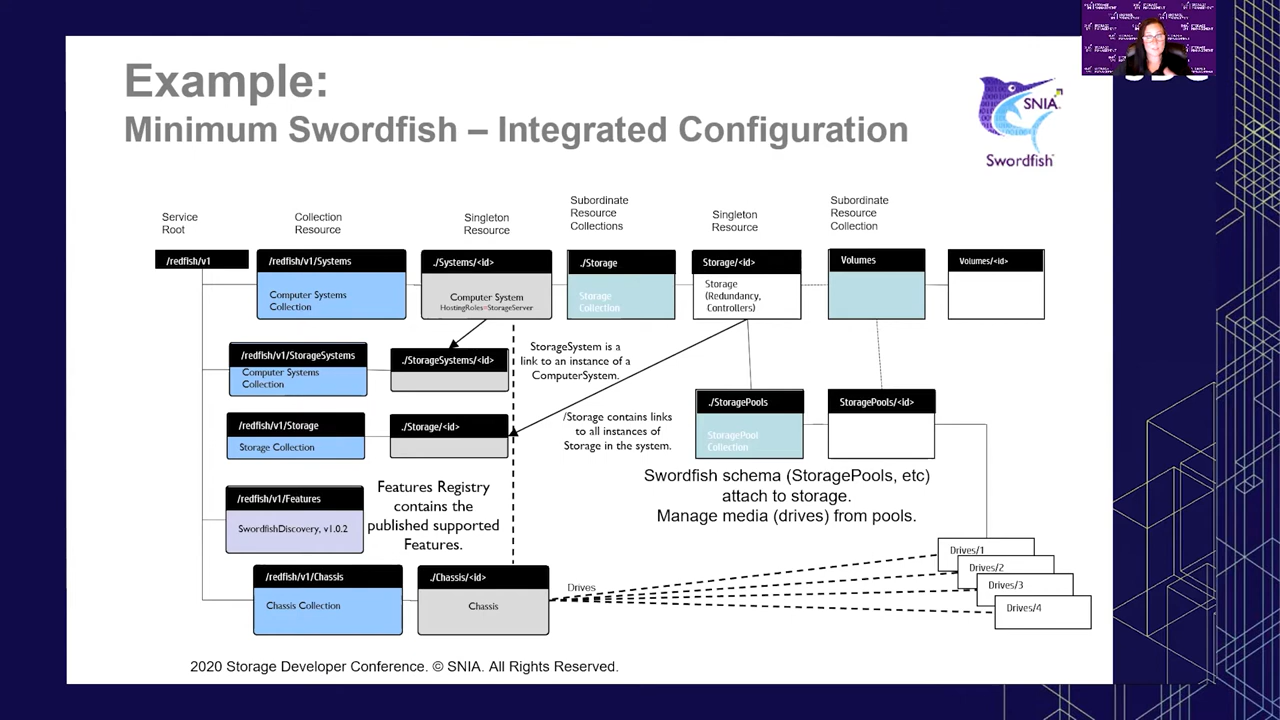 Example:
Minimum Swordfish – Integrated Configuration
SNIA
Swordfish™
Service
Root
Collection
Resource
Singleton
Resource
Subordinate
Resource
Collections
Singleton
Resource
Subordinate
Resource
Collection
/redfish/v1
/redfish/v1/Systems
Computer Systems
Collection
./Systems/<id>
Computer System
HostingRoles=StorageServer
./Storage
Storage
Collection
Storage/<id>
Storage
(Redundancy,
Controllers)
Volumes
Volumes/<id>
/redfish/v1/StorageSystems
Computer Systems
Collection
./StorageSystems/<id>
StorageSystem is a
link to an instance of a
ComputerSystem.
/redfish/v1/Storage
Storage Collection
./Storage/<id>
/Storage contains links
to all instances of
Storage in the system.
./StoragePools
StoragePool
Collection
StoragePools/<id>
Swordfish schema (StoragePools, etc)
attach to storage.
Manage media (drives) from pools.
/redfish/v1/Features
SwordfishDiscovery, v1.0.2
Features Registry
contains the
published supported
Features.
/redfish/v1/Chassis
Chassis Collection
./Chassis/<id>
Chassis
Drives
Drives/1
Drives/2
Drives/3
Drives/4
2020 Storage Developer Conference. © SNIA. All Rights Reserved.